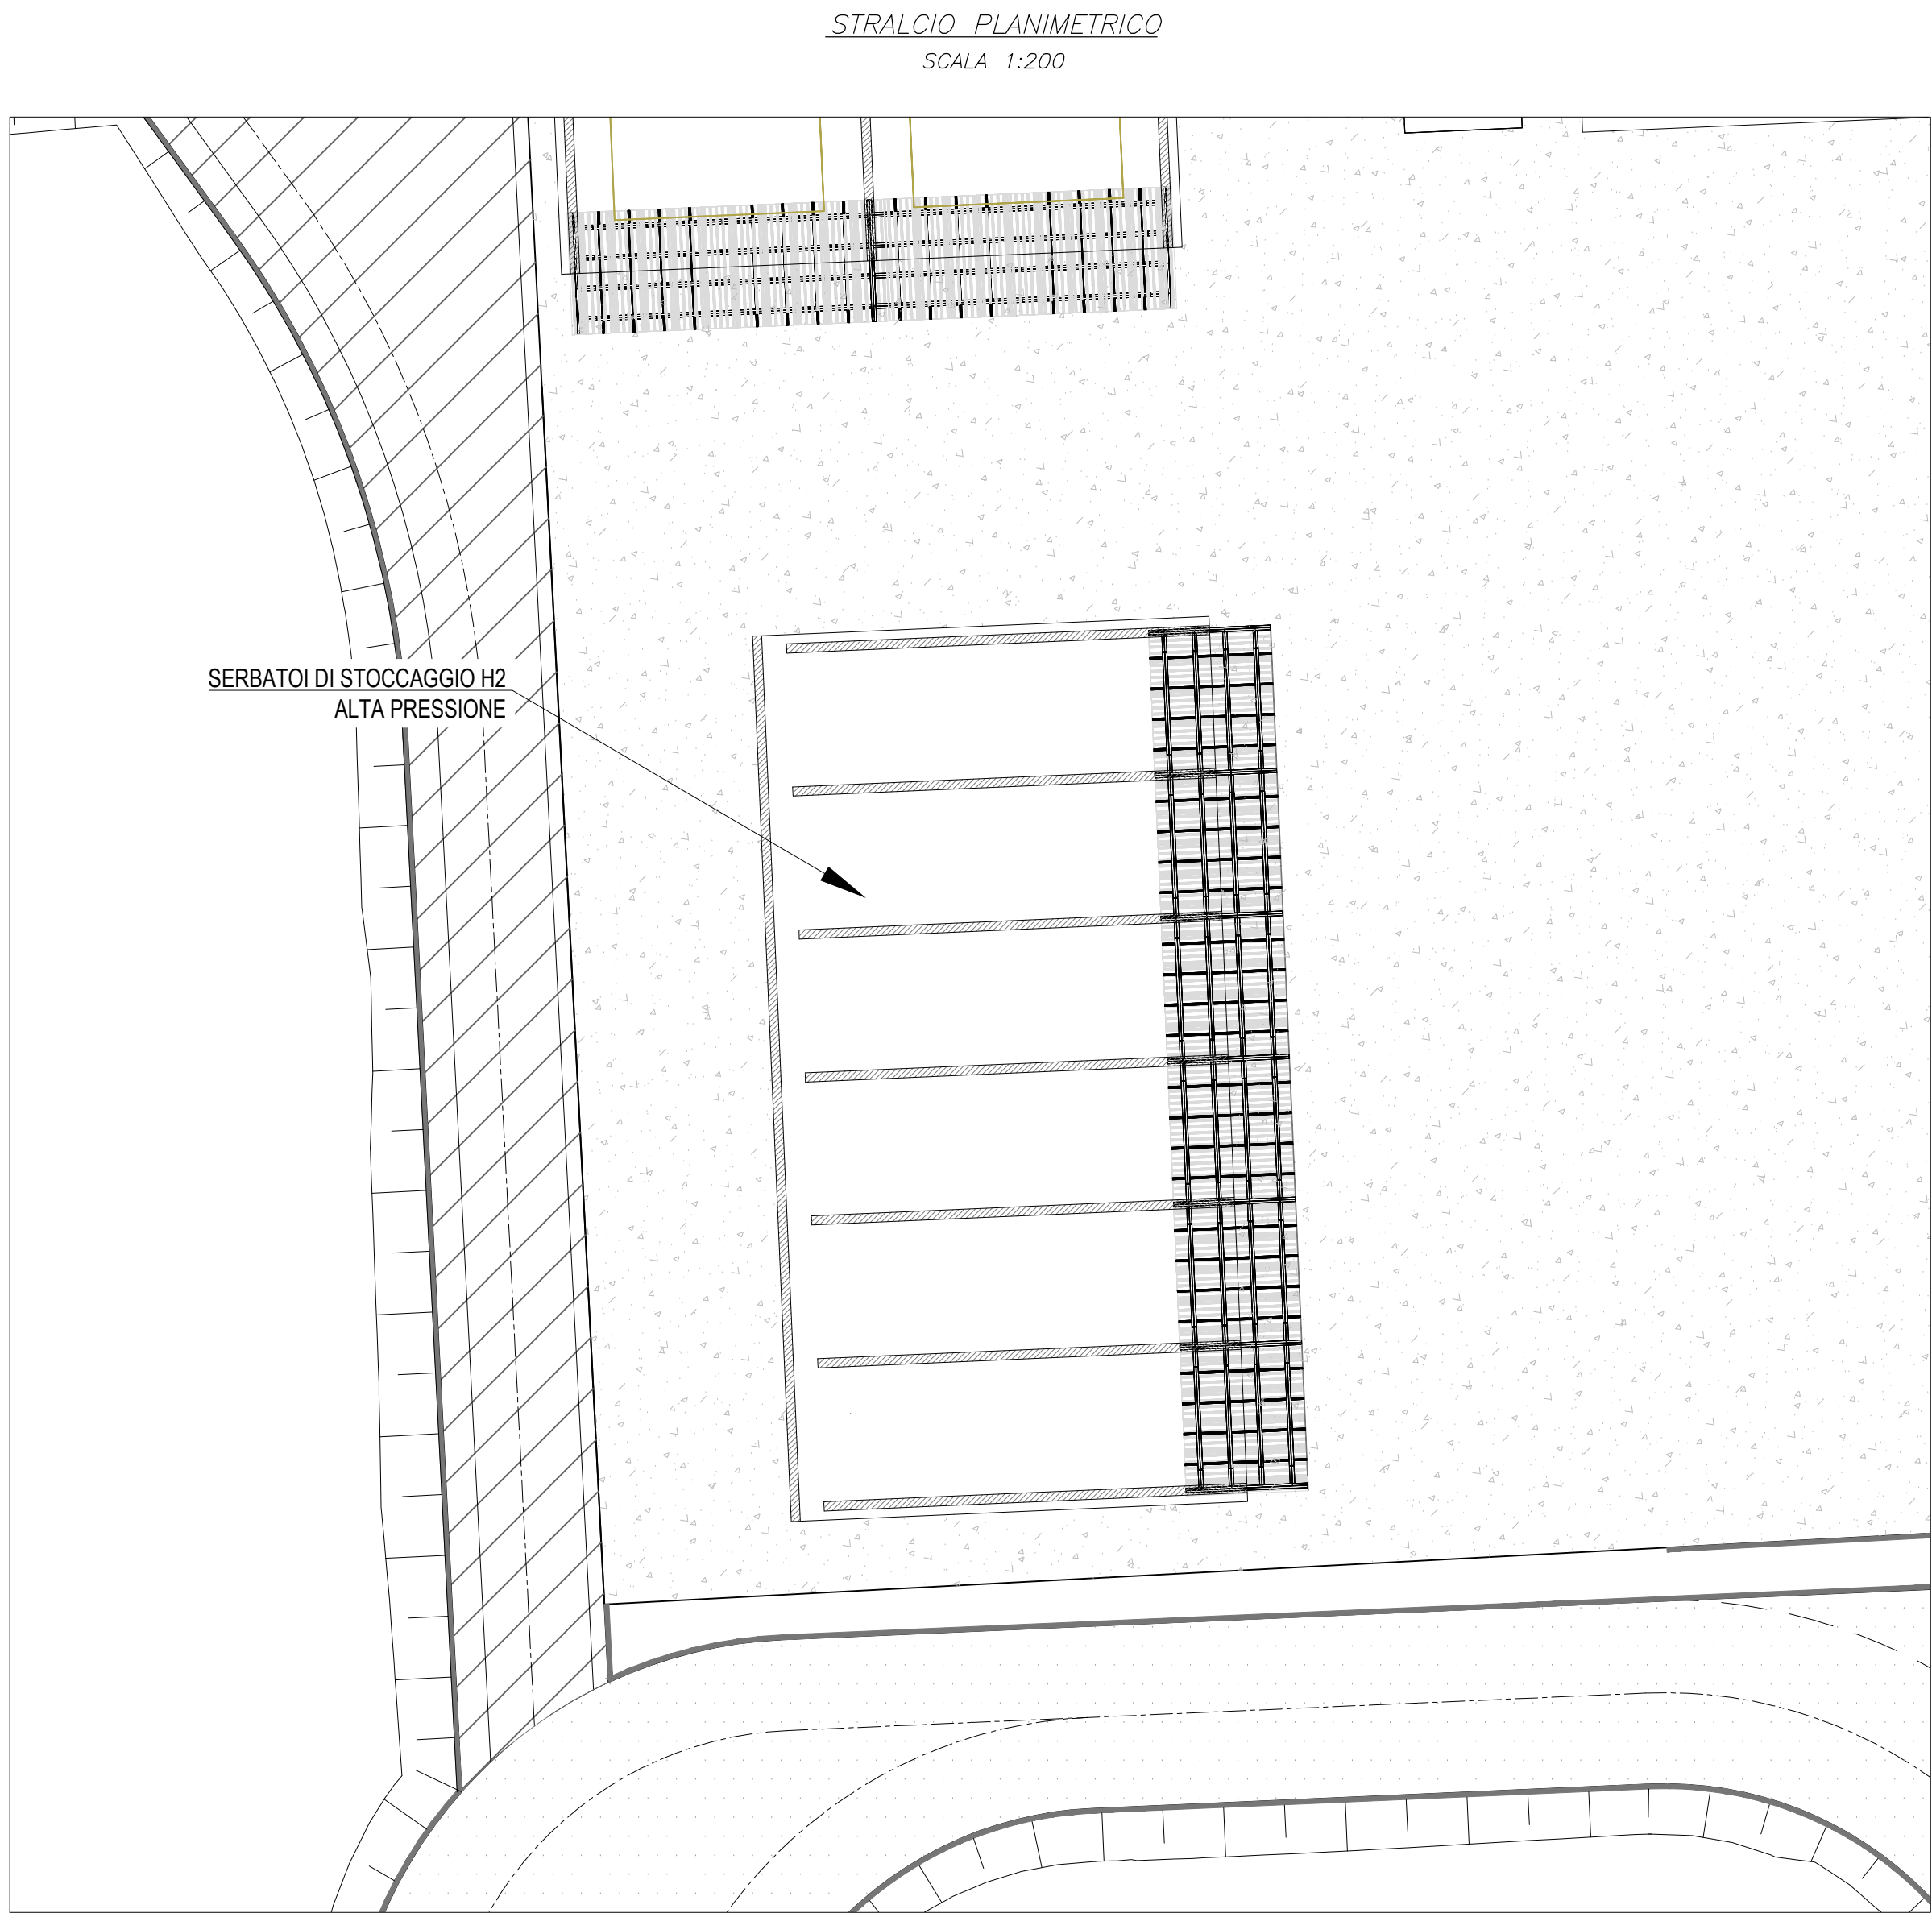 STRALCIO PLANIMETRICO
SCALA 1:200
SERBATOI DI STOCCAGGIO H2
ALTA PRESSIONE